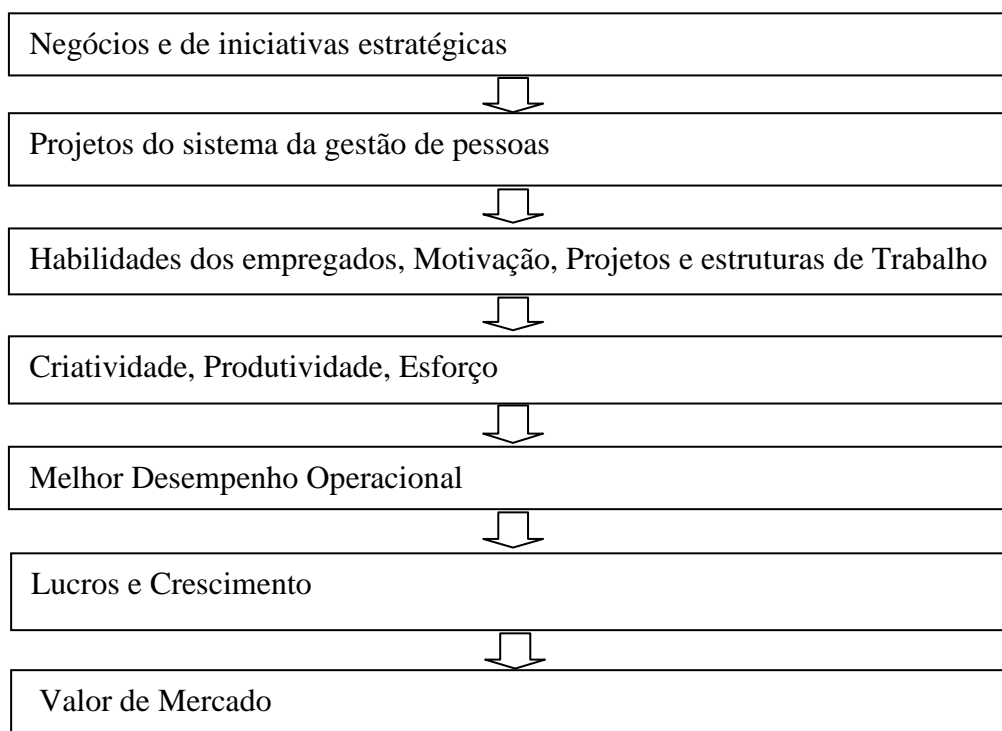 Negócios e de iniciativas estratégicas
Projetos do sistema da gestão de pessoas
Habilidades dos empregados, Motivação, Projetos e estruturas de Trabalho
Criatividade, Produtividade, Esforço
Melhor Desempenho Operacional
Lucros e Crescimento
Valor de Mercado